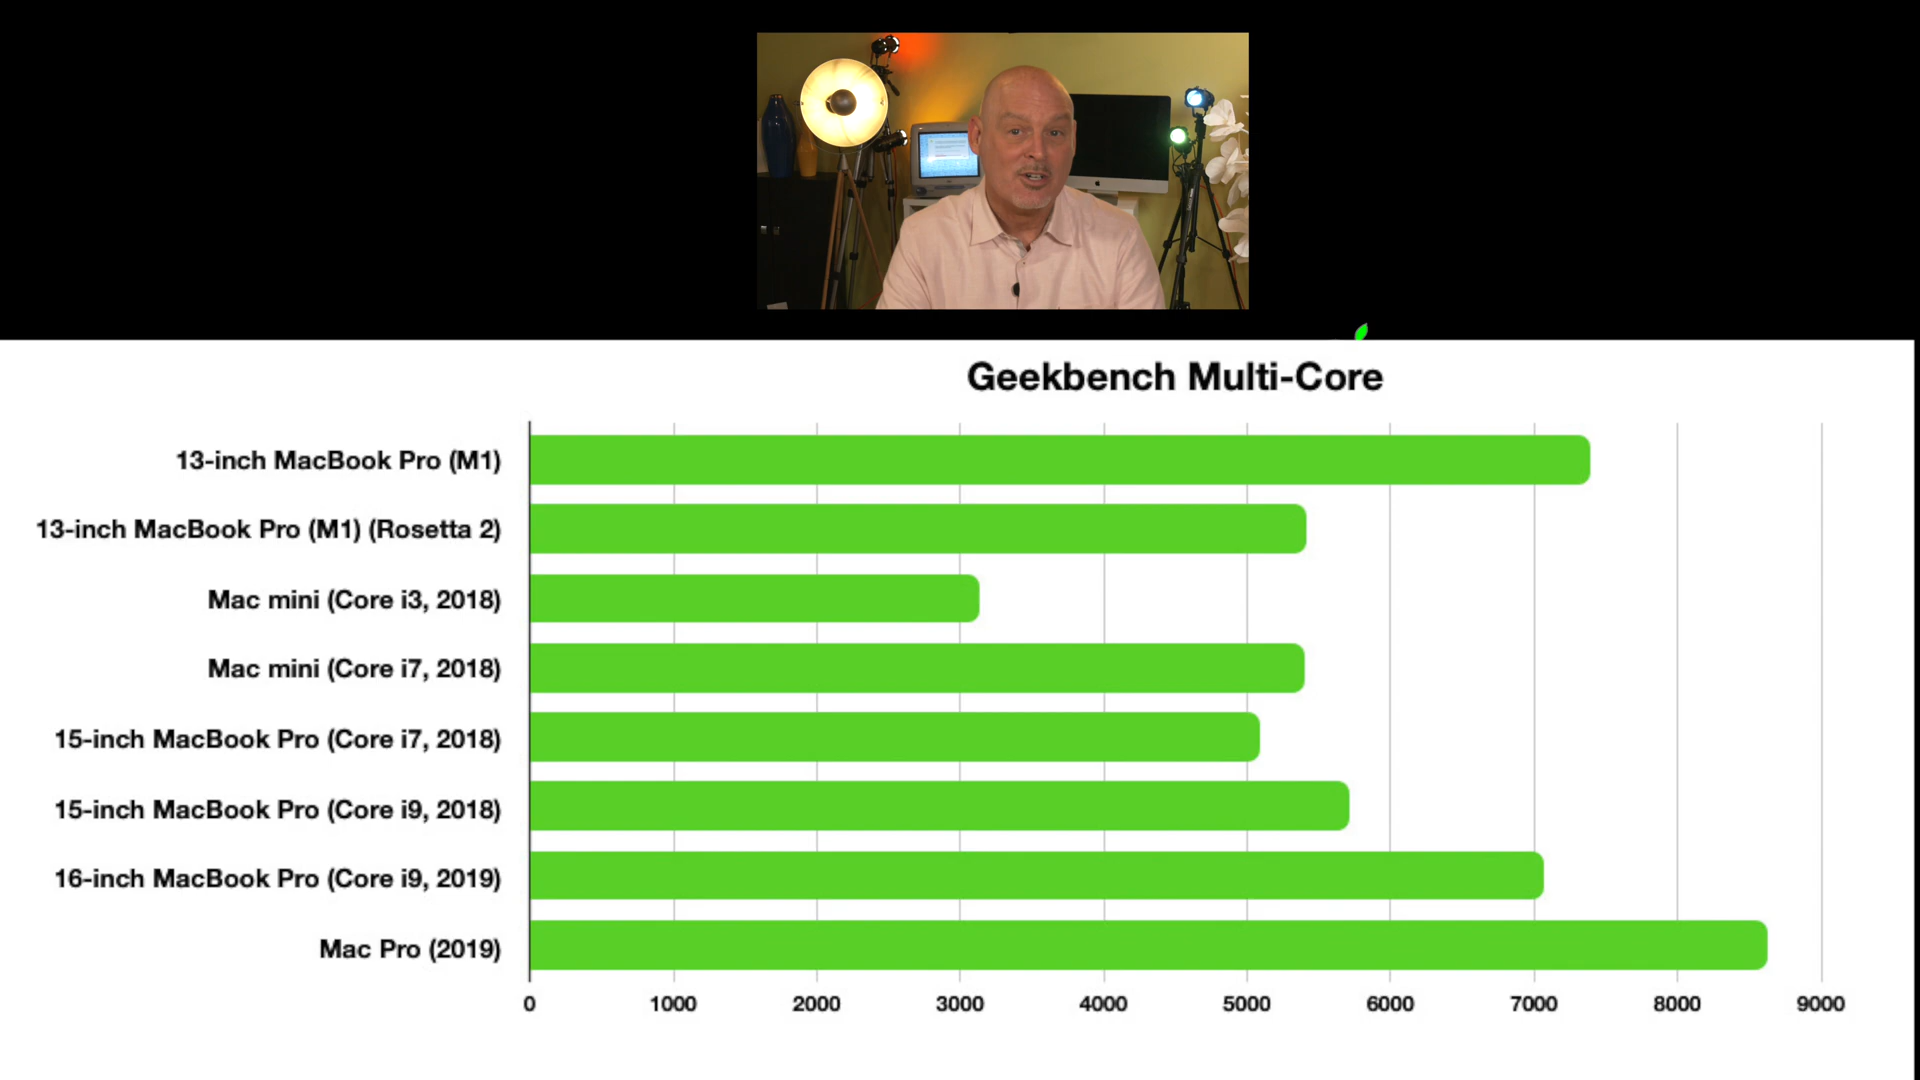 Geekbench Multi-Core
13-inch MacBook Pro (M1)
13-inch MacBook Pro (M1) (Rosetta 2)
Mac mini (Core i3, 2018)
Mac mini (Core i7, 2018)
15-inch MacBook Pro (Core i7, 2018)
15-inch MacBook Pro (Core i9, 2018)
16-inch MacBook Pro (Core i9, 2019)
Mac Pro (2019)
0 1000 2000 3000 4000 5000 6000 7000 8000 9000